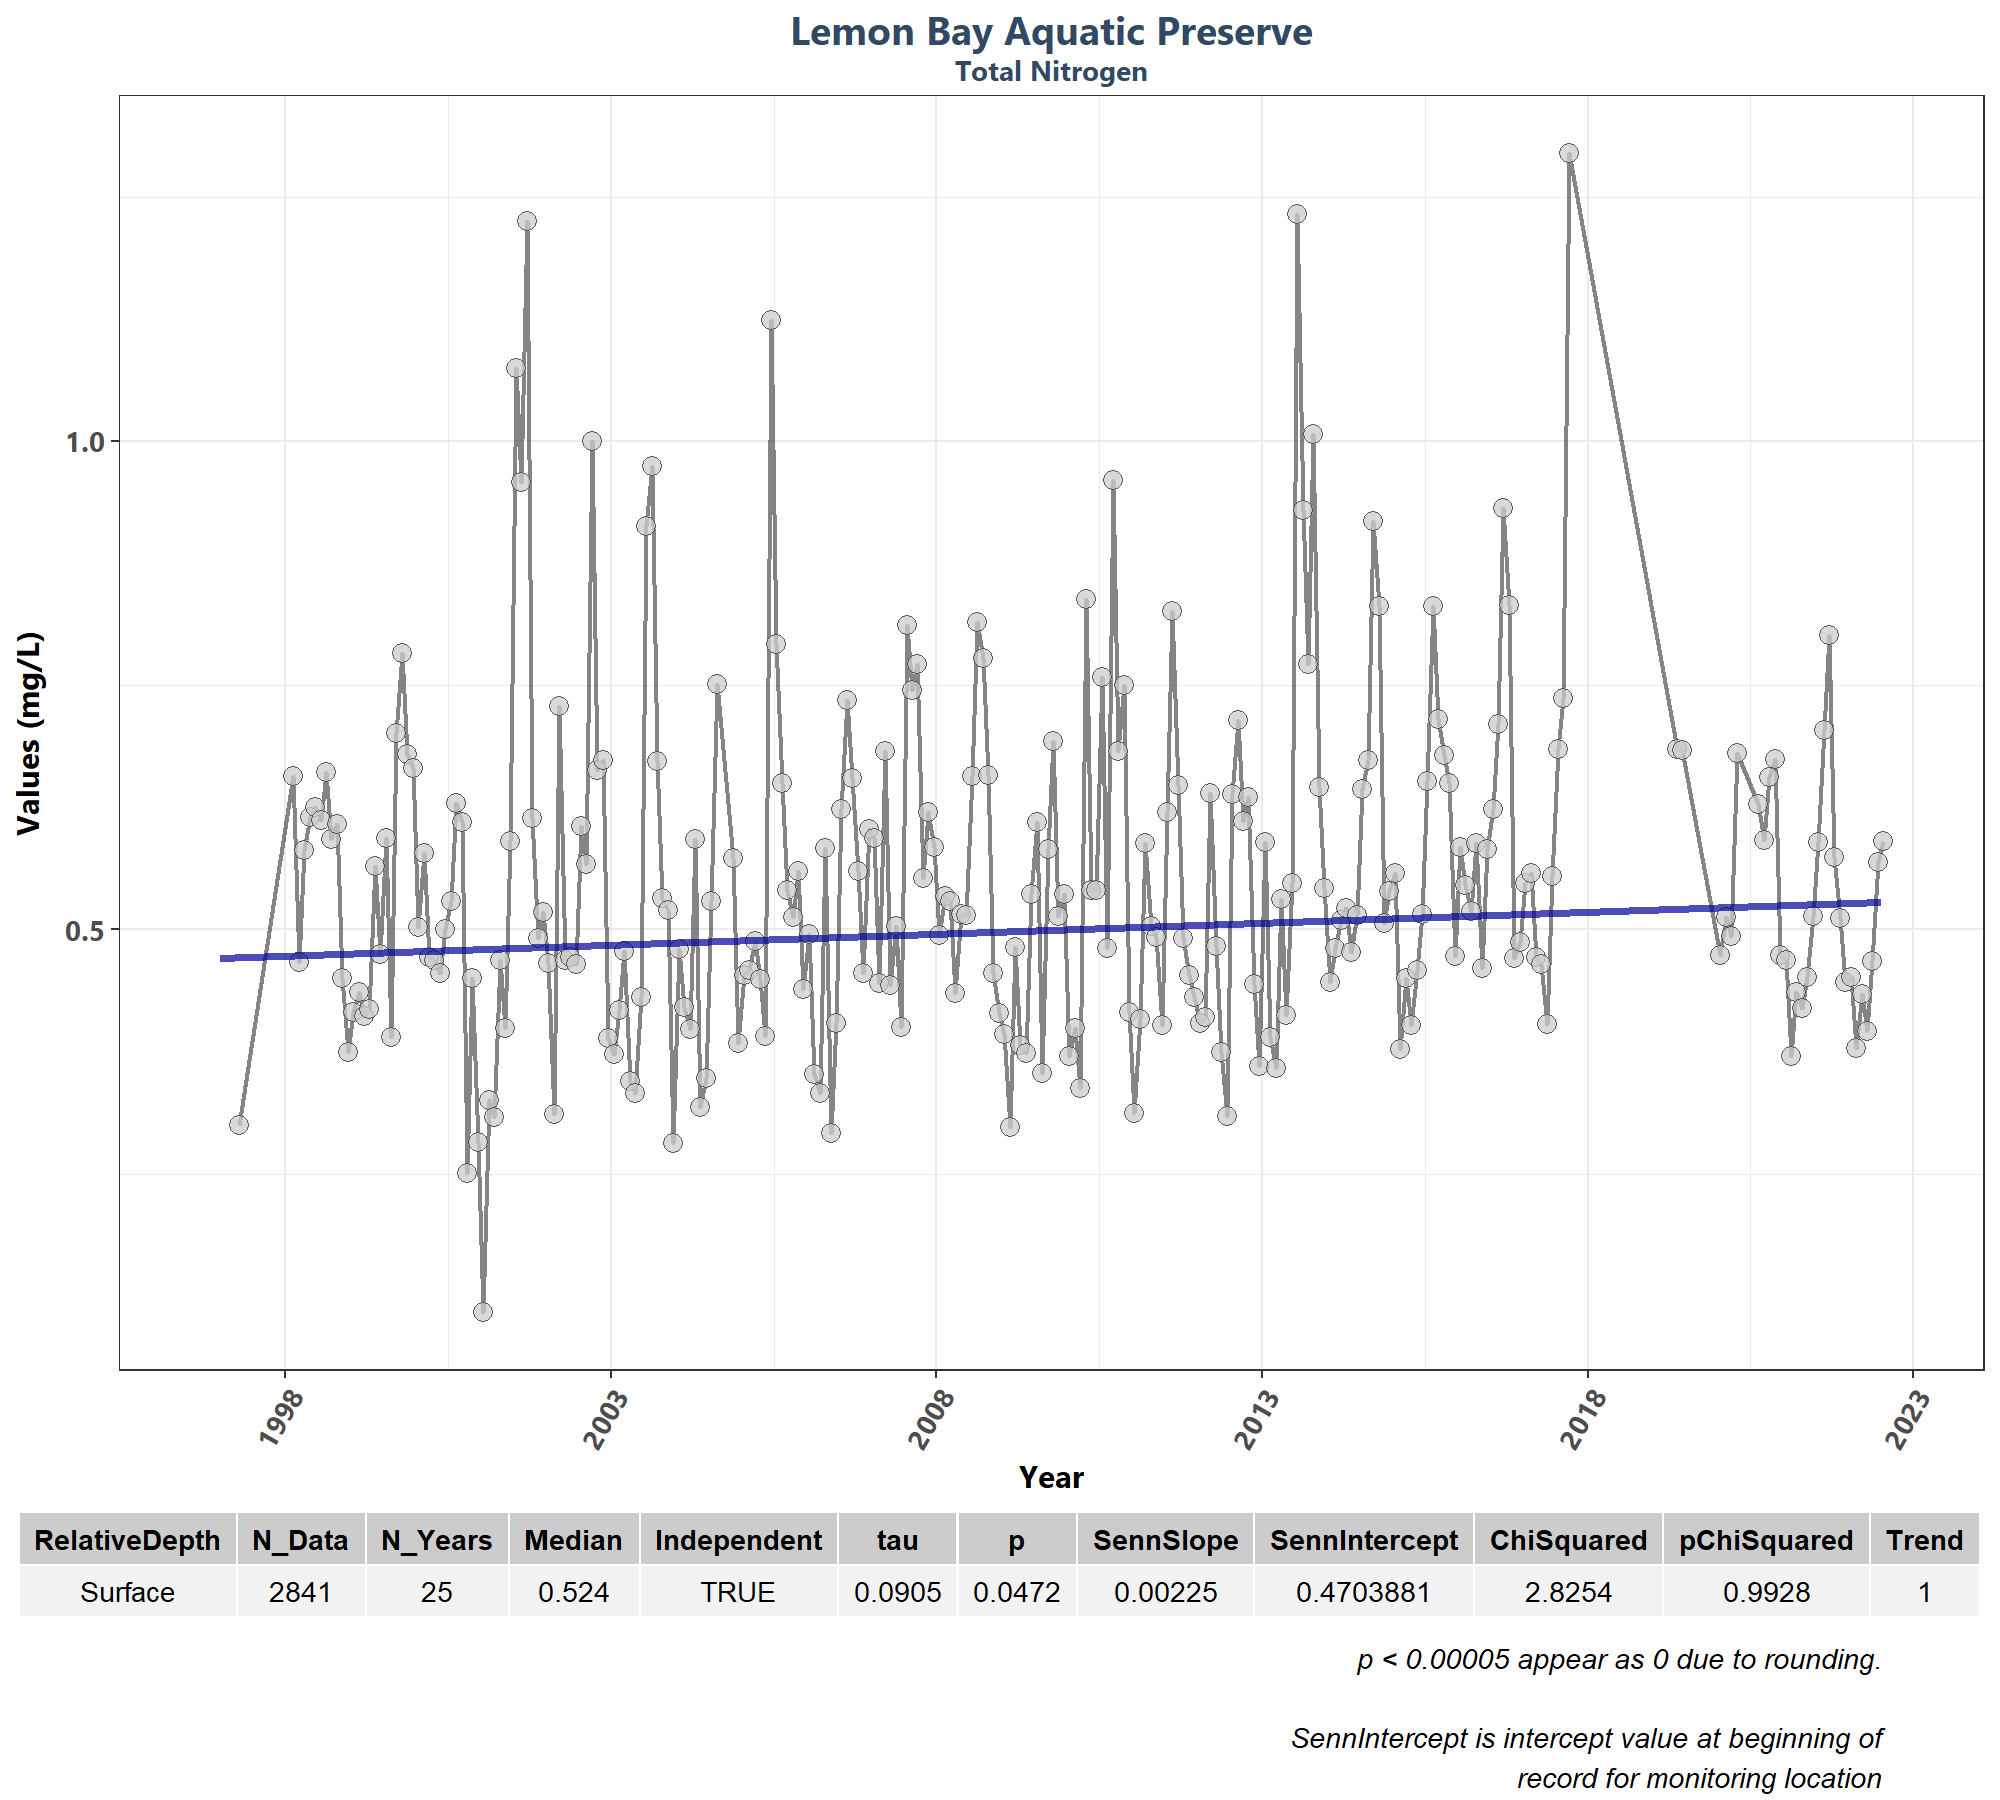 Lemon Bay Aquatic Preserve
Total Nitrogen
Values (mg/L)
1.0
0.5
1998 2003 2008 2013 2018 2023
Year
RelativeDepth N_Data N_Years Median Independent tau p SennSlope SennIntercept ChiSquared pChiSquared Trend
Surface 2841 25 0.524 TRUE 0.0905 0.0472 0.00225 0.4703881 2.8254 0.9928 1
p < 0.00005 appear as 0 due to rounding.
SennIntercept is intercept value at beginning of
record for monitoring location